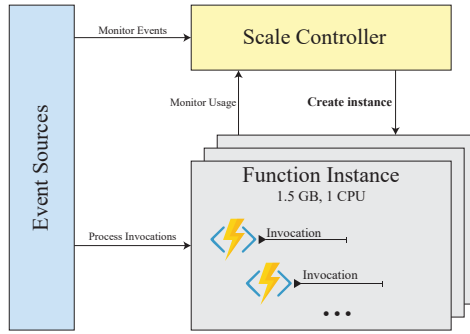 Event Sources
Monitor Events
Scale Controller
Monitor Usage
Create instance
Function Instance
1.5 GB, 1 CPU
Process Invocations
Invocation
Invocation
...